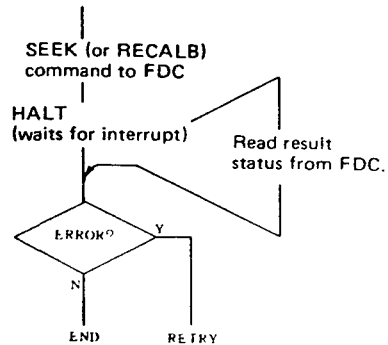 SEEK (or RECALB)
command to FDC
HALT
(waits for interrupt)
Read result
status from FDC.
ERROR?
Y
N
END
RETRY